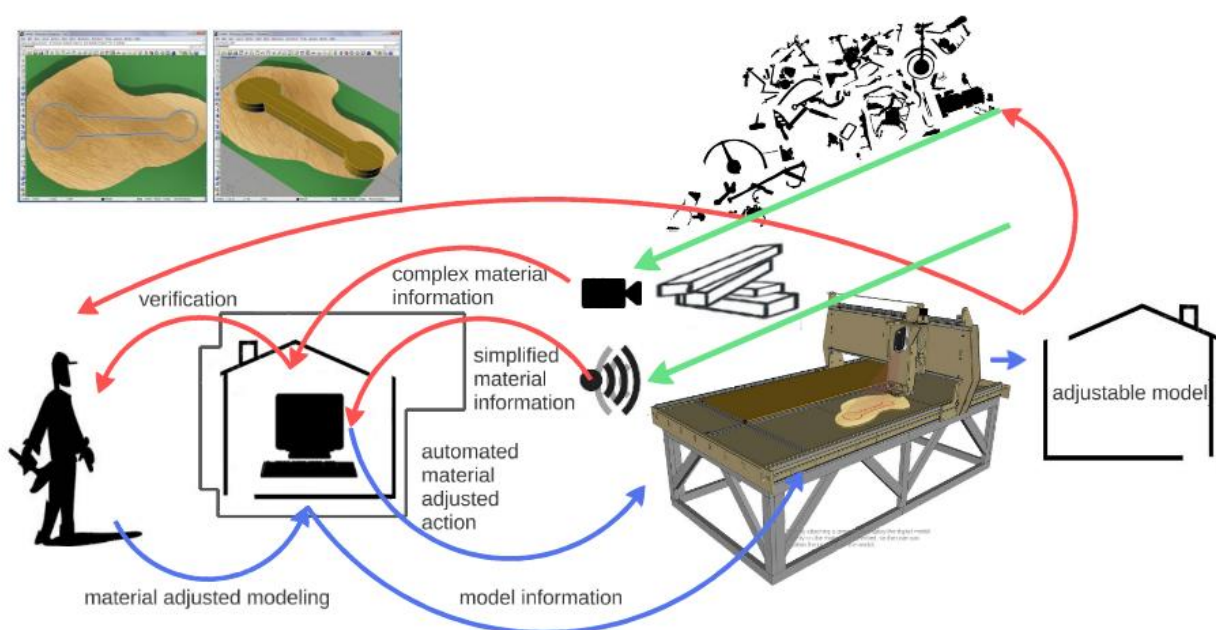 complex material
information
verification
simplified
material
information
adjustable model
automated
material
adjusted
action
material adjusted modeling
model information